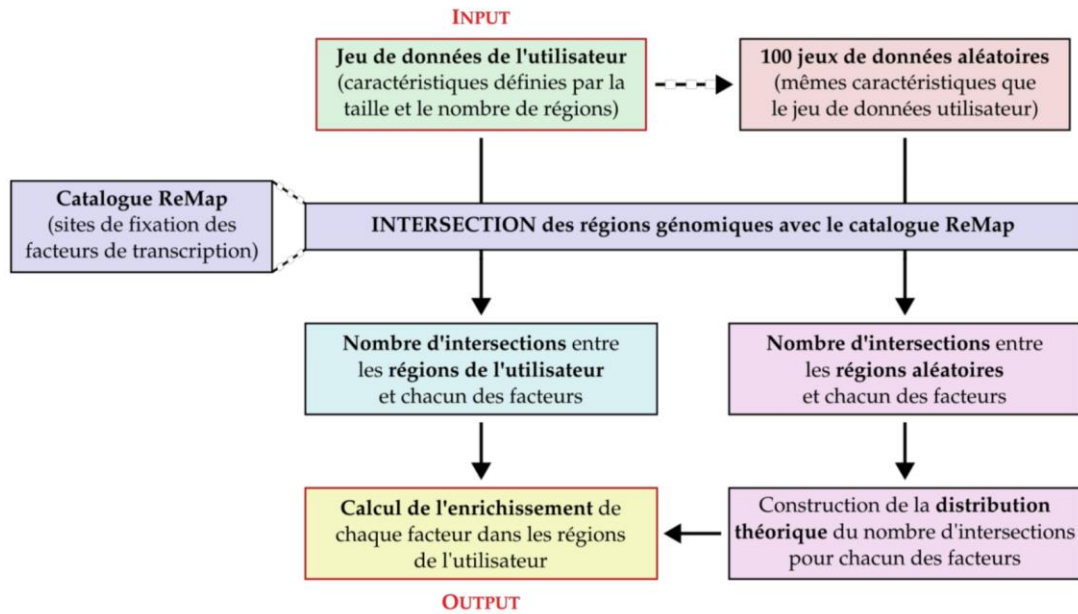 INPUT
Jeu de données de l'utilisateur
(caractéristiques définies par la
taille et le nombre de régions)
100 jeux de données aléatoires
(mêmes caractéristiques que
le jeu de données utilisateur)
Catalogue ReMap
(sites de fixation des
facteurs de transcription)
INTERSECTION des régions génomiques avec le catalogue ReMap
Nombre d'intersections entre
les régions de l'utilisateur
et chacun des facteurs
Nombre d'intersections entre
les régions aléatoires
et chacun des facteurs
Calcul de l'enrichissement de
chaque facteur dans les régions
de l'utilisateur
Construction de la distribution
théorique du nombre d'intersections
pour chacun des facteurs
OUTPUT